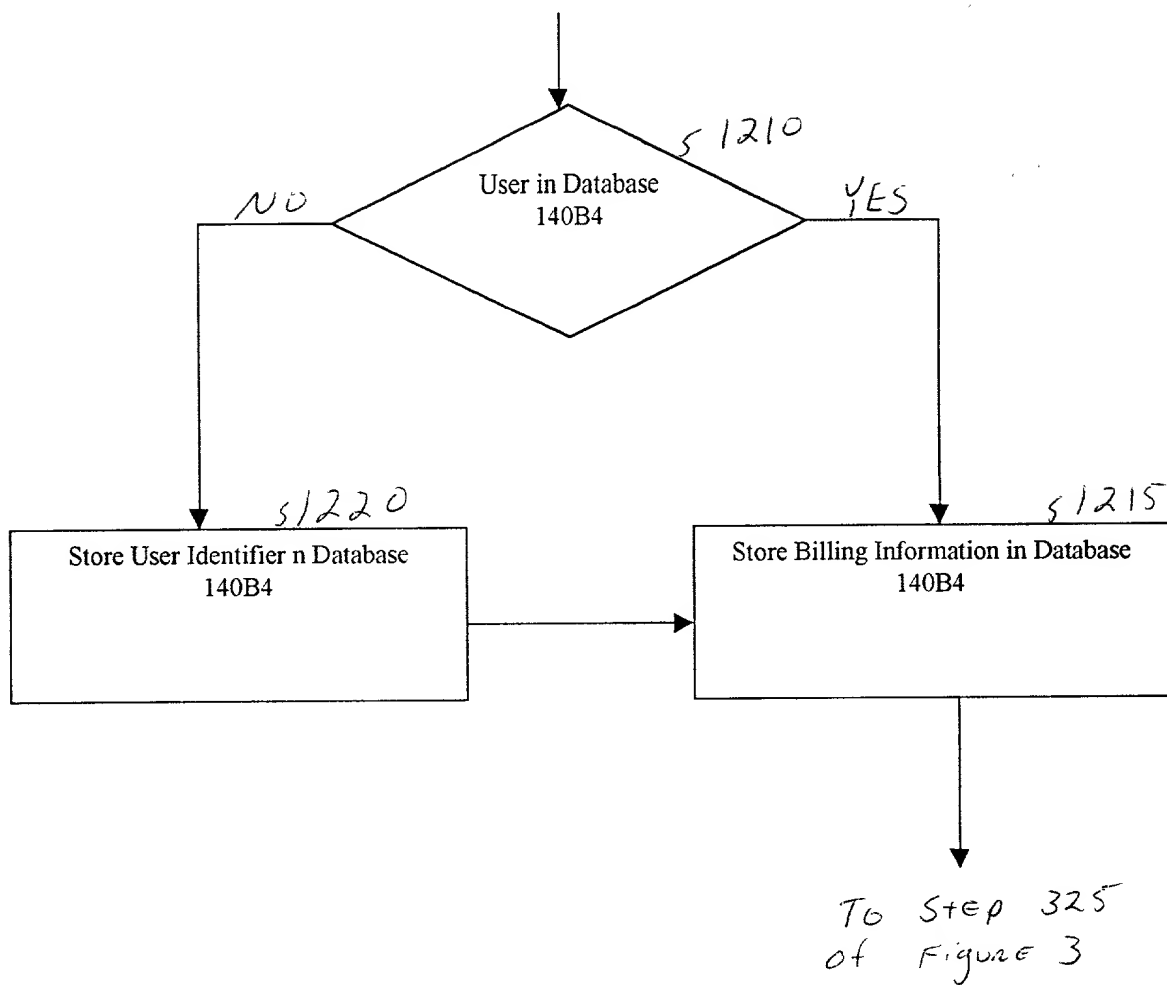 s1210
User in Database
140B4
NO
YES
s1220
Store User Identifier n Database
140B4
s1215
Store Billing Information in Database
140B4
To Step 325
of Figure 3